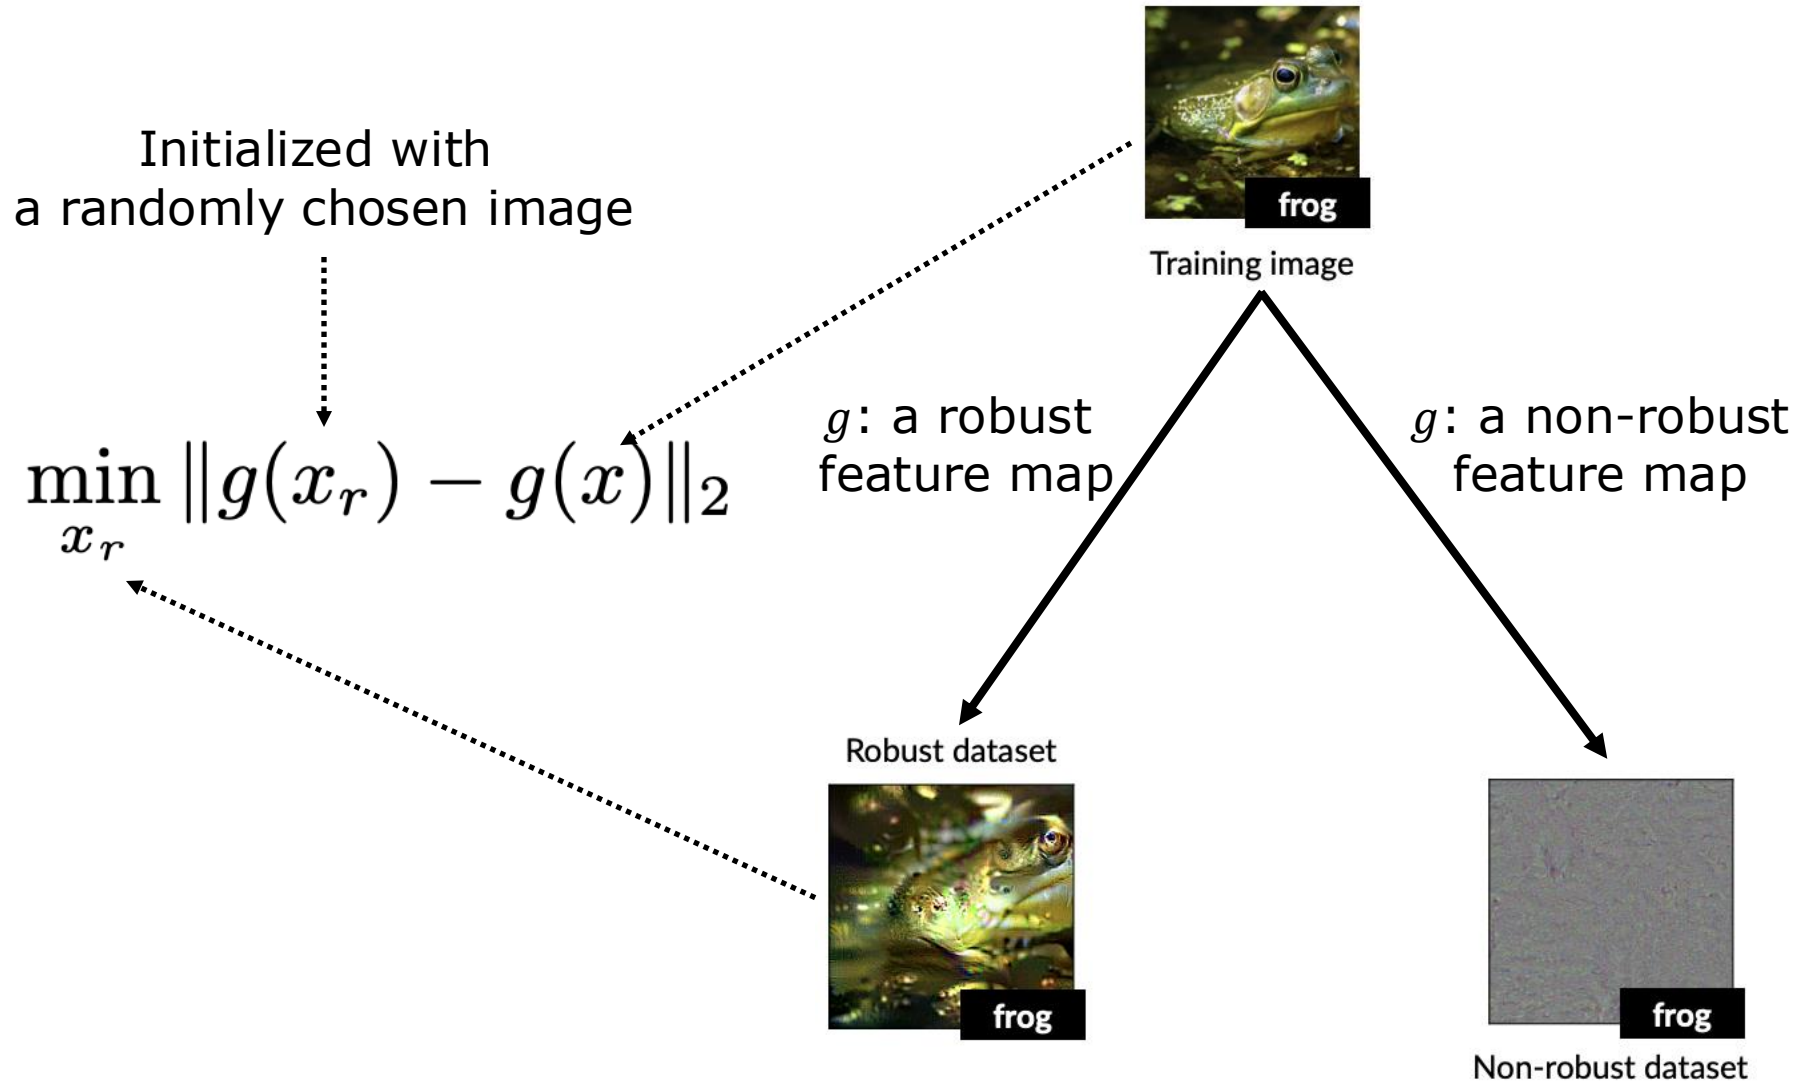 frog
Training image
Initialized with
a randomly chosen image
min ‖g(x_r) − g(x)‖_2
x_r
g: a robust
feature map
g: a non-robust
feature map
Robust dataset
frog
frog
Non-robust dataset